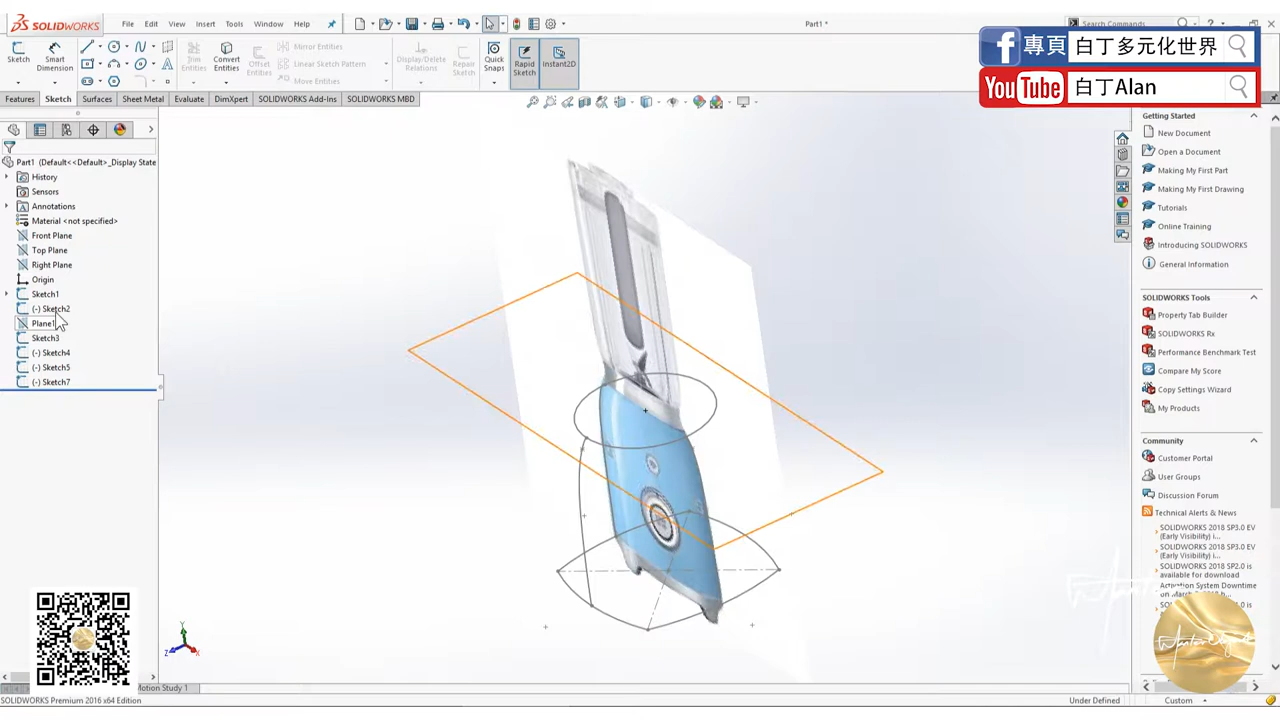 SOLIDWORKS
File Edit View Insert Tools Window Help
Part1 *
Search Commands
專頁 白丁多元化世界
YouTube 白丁Alan
Sketch
Smart Dimension
Trim Entities
Convert Entities
Offset Entities
Mirror Entities
Linear Sketch Pattern
Move Entities
Display/Delete Relations
Repair Sketch
Quick Snaps
Rapid Sketch
Instant2D
Features Sketch Surfaces Sheet Metal Evaluate DimXpert SOLIDWORKS Add-Ins SOLIDWORKS MBD
Part1 (Default<<Default>_Display State
History
Sensors
Annotations
Material <not specified>
Front Plane
Top Plane
Right Plane
Origin
Sketch1
(-) Sketch2
Plane1
Sketch3
(-) Sketch4
(-) Sketch5
(-) Sketch7
Getting Started
New Document
Open a Document
Making My First Part
Making My First Drawing
Tutorials
Online Training
Introducing SOLIDWORKS
General Information
SOLIDWORKS Tools
Property Tab Builder
SOLIDWORKS Rx
Performance Benchmark Test
Compare My Score
Copy Settings Wizard
My Products
Community
Customer Portal
User Groups
Discussion Forum
Technical Alerts & News
SOLIDWORKS 2018 SP3.0 EV
(Early Visibility) i...
SOLIDWORKS 2018 SP3.0 EV
(Early Visibility) i...
SOLIDWORKS 2018 SP2.0 is
available for download
Activation System Downtime
on March
Motion Study 1
SOLIDWORKS Premium 2016 x64 Edition
Under Defined
Custom